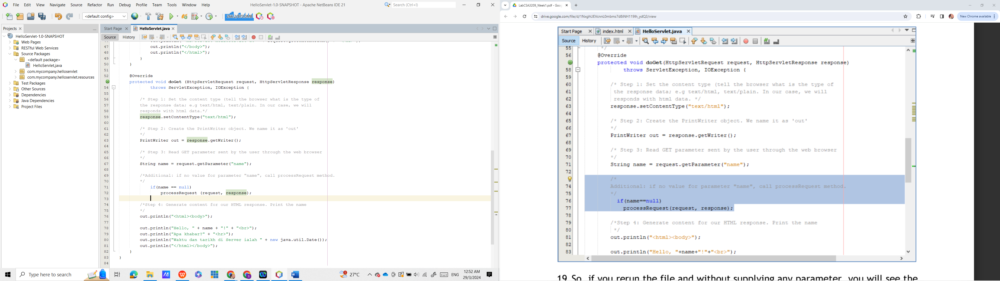 File Edit View Navigate Source Refactor Run Debug Profile Team Tools Window Help
HelloServlet-1.0-SNAPSHOT - Apache NetBeans IDE 21
Search (Ctrl+I)
<default config>
266.2/870.0MB
Projects
HelloServlet-1.0-SNAPSHOT
Web Pages
RESTful Web Services
Source Packages
<default package>
HelloServlet.java
com.mycompany.helloservlet
com.mycompany.helloservlet.resources
Test Packages
Other Sources
Dependencies
Java Dependencies
Project Files
Start Page HelloServlet.java
Source History
47 out.println("</body>");
48 out.println("</html>");
49 }
50 }
51
52 @Override
protected void doGet (HttpServletRequest request, HttpServletResponse response)
54 throws ServletException, IOException {
55
56 /* Step 1: Set the content type (tell the browser what is the type of
57 the response data; e.g text/html, text/plain. In our case, we will
58 responds with html data.*/
59 response.setContentType("text/html");
60
61 /* Step 2: Create the PrintWriter object. We name it as 'out'
62 */
63 PrintWriter out = response.getWriter();
64
65 /* Step 3: Read GET parameter sent by the user through the web browser
66 */
67 String name = request.getParameter("name");
68
69 /*Additional: if no value for parameter "name", call processRequest method.
70 */
71 if(name == null)
72 processRequest (request, response);
73
74 /*Step 4: Generate content for our HTML response. Print the name
75 */
76 out.println("<html><body>");
77
78 out.println("Hello, " + name + "!" + "<br>");
79 out.println("Apa khabar?" + "<hr>");
80 out.println("Waktu dan tarikh di Server ialah " + new java.util.Date());
81 out.println("</html></body>");
82 }
83 }
84
Type here to search
27°C
ENG
12:52 AM
29/3/2024
LabCSA3209_Week1.pdf - Goo
drive.google.com/file/d/1NxghUEVcnnL0mbms7d8iNH119lh_ydQ3/view
New Chrome available
Start Page index.html HelloServlet.java
Source History
55 */
56 @Override
protected void doGet(HttpServletRequest request, HttpServletResponse response)
58 throws ServletException, IOException {
59
60 /* Step 1: Set the content type (tell the browser what is the type of
61 the response data; e.g text/html, text/plain. In our case, we will
62 responds with html data. */
63 response.setContentType("text/html");
64
65 /* Step 2: Create the PrintWriter object. We name it as 'out'
66 */
67 PrintWriter out = response.getWriter();
68
69 /* Step 3: Read GET parameter sent by the user through the web browser
70 */
71 String name = request.getParameter("name");
72
/*
74 Additional: if no value for parameter "name", call processRequest method.
75 */
76 if(name==null)
77 processRequest(request, response);
78
79 /*Step 4: Generate content for our HTML response. Print the name
80 */
81 out.println("<html><body>");
82
83 out.println("Hello, "+name+"!"+"<br>");
19. So, if you rerun the file and without supplying any parameter, you will see the